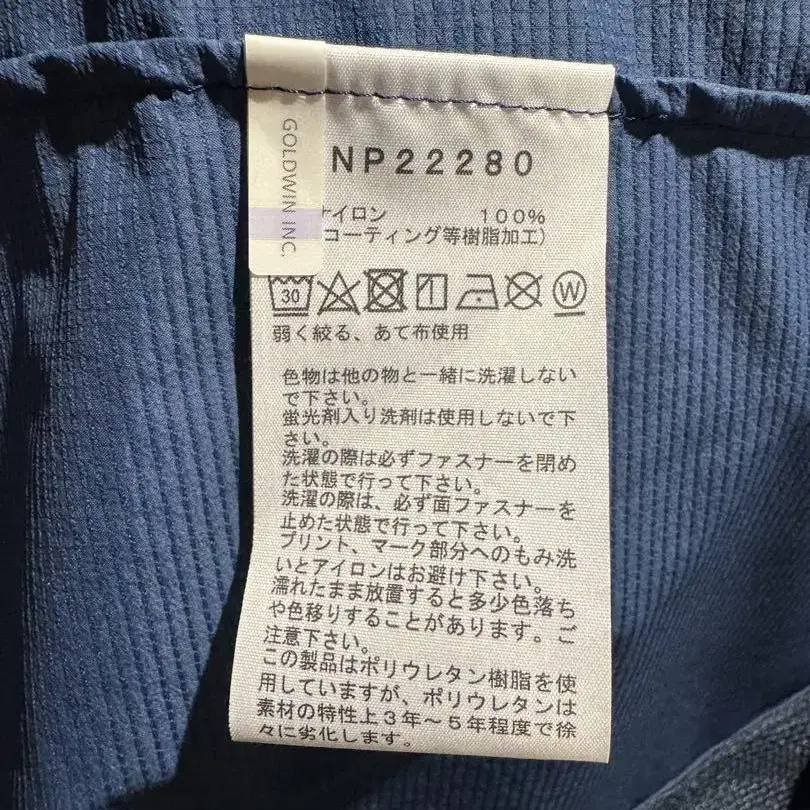 GOLDWIN INC.
NP22280
イロン 100%
コーティング等樹脂加工)
30
W
弱く絞る、あて布使用
色物は他の物と一緒に洗濯しない
で下さい。
蛍光剤入り洗剤は使用しないで下
さい。
洗濯の際は必ずファスナーを閉め
た状態で行って下さい。
洗濯の際は、必ず面ファスナーを
止めた状態で行って下さい。
プリント、マーク部分へのもみ洗
いとアイロンはお避け下さい。
濡れたまま放置すると多少色落ち
や色移りすることがあります。ご
注意下さい。
この製品はポリウレタン樹脂を使
用していますが、ポリウレタンは
素材の特性上3年～5年程度で徐
々に劣化します。